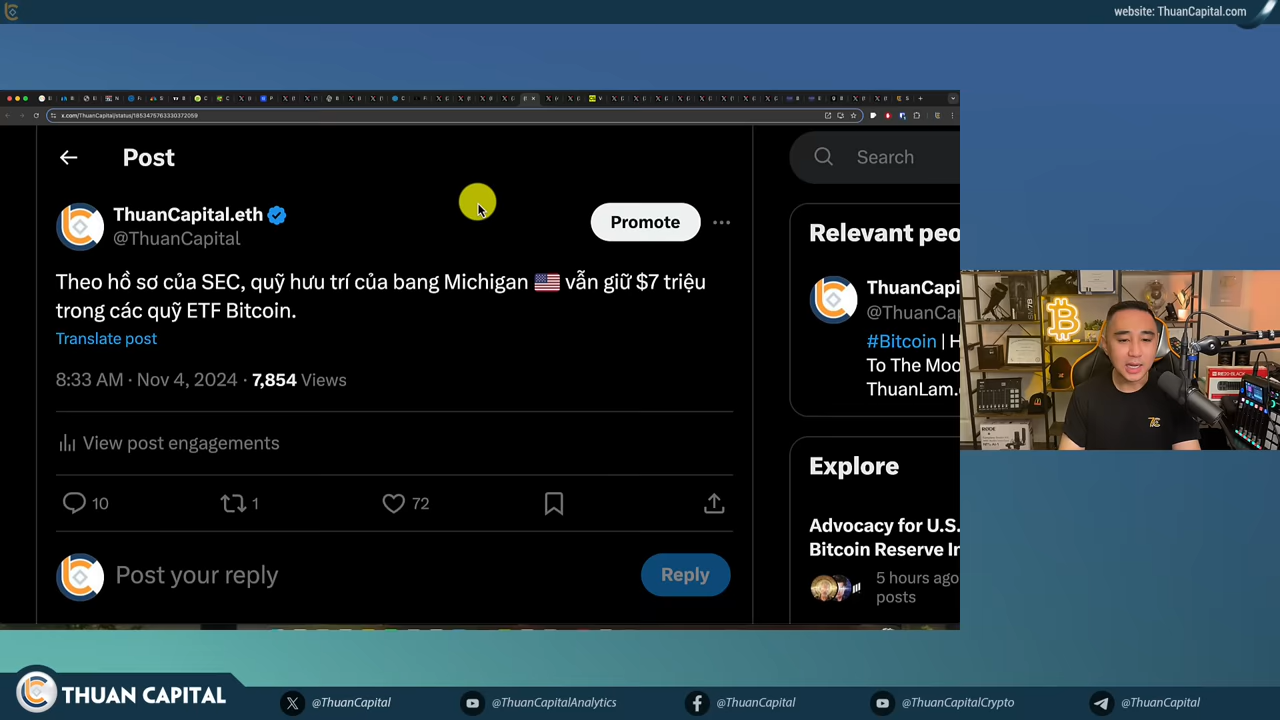 website: ThuanCapital.com
x.com/ThuanCapital/status/1853475763330372059
Post
Search
ThuanCapital.eth
@ThuanCapital
Promote
Relevant peo
Theo hồ sơ của SEC, quỹ hưu trí của bang Michigan 🇺🇸 vẫn giữ $7 triệu
trong các quỹ ETF Bitcoin.
Translate post
ThuanCapi
@ThuanCap
#Bitcoin | H
To The Moo
ThuanLam.
8:33 AM · Nov 4, 2024 · 7,854 Views
View post engagements
Explore
10
1
72
Advocacy for U.S.
Bitcoin Reserve In
5 hours ago
posts
Post your reply
Reply
THUAN CAPITAL
@ThuanCapital
@ThuanCapitalAnalytics
@ThuanCapital
@ThuanCapitalCrypto
@ThuanCapital